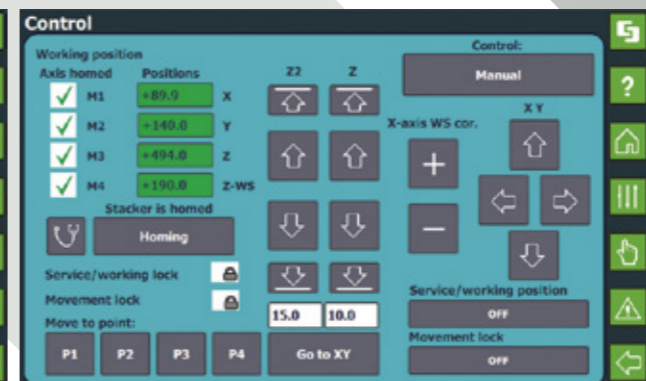 Control
Working position
Axis homed Positions
M1 +89.9 X
M2 +140.0 Y
M3 +494.0 Z
M4 +190.0 Z-WS
Stacker is homed
Homing
Service/working lock
Movement lock
Move to point:
P1 P2 P3 P4
Z2 Z
15.0 10.0
Go to XY
Control:
Manual
X-axis WS cor.
X Y
+
−
Service/working position
OFF
Movement lock
OFF
?